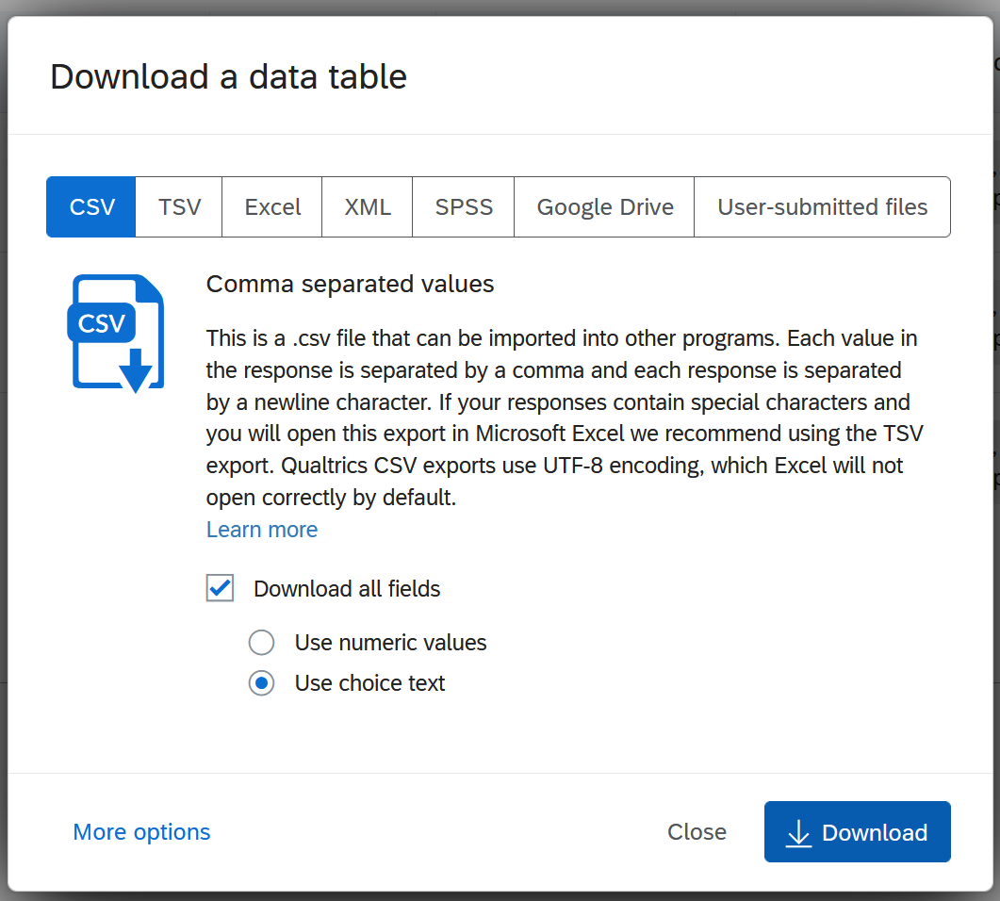 Download a data table
CSV TSV Excel XML SPSS Google Drive User-submitted files
CSV
Comma separated values
This is a .csv file that can be imported into other programs. Each value in
the response is separated by a comma and each response is separated
by a newline character. If your responses contain special characters and
you will open this export in Microsoft Excel we recommend using the TSV
export. Qualtrics CSV exports use UTF-8 encoding, which Excel will not
open correctly by default.
Learn more
Download all fields
Use numeric values
Use choice text
More options Close Download